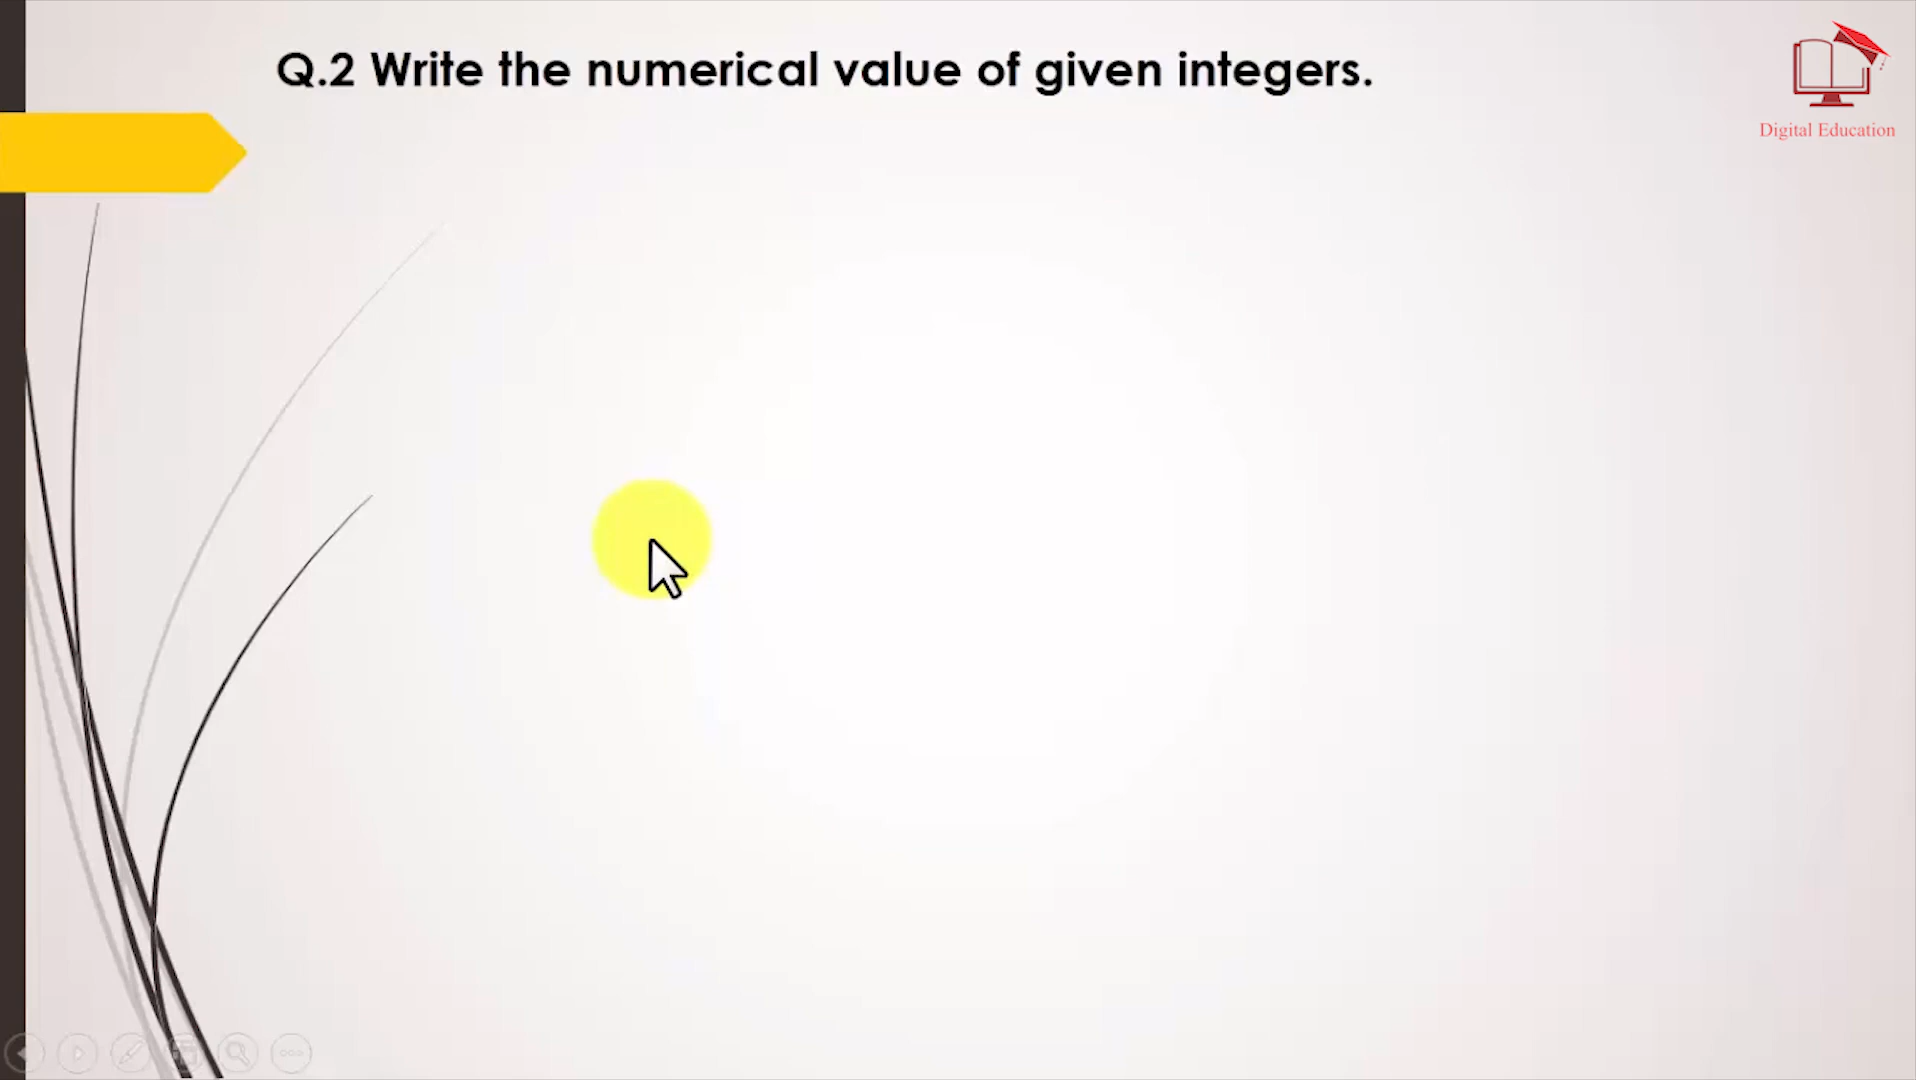 Q.2 Write the numerical value of given integers.
Digital Education